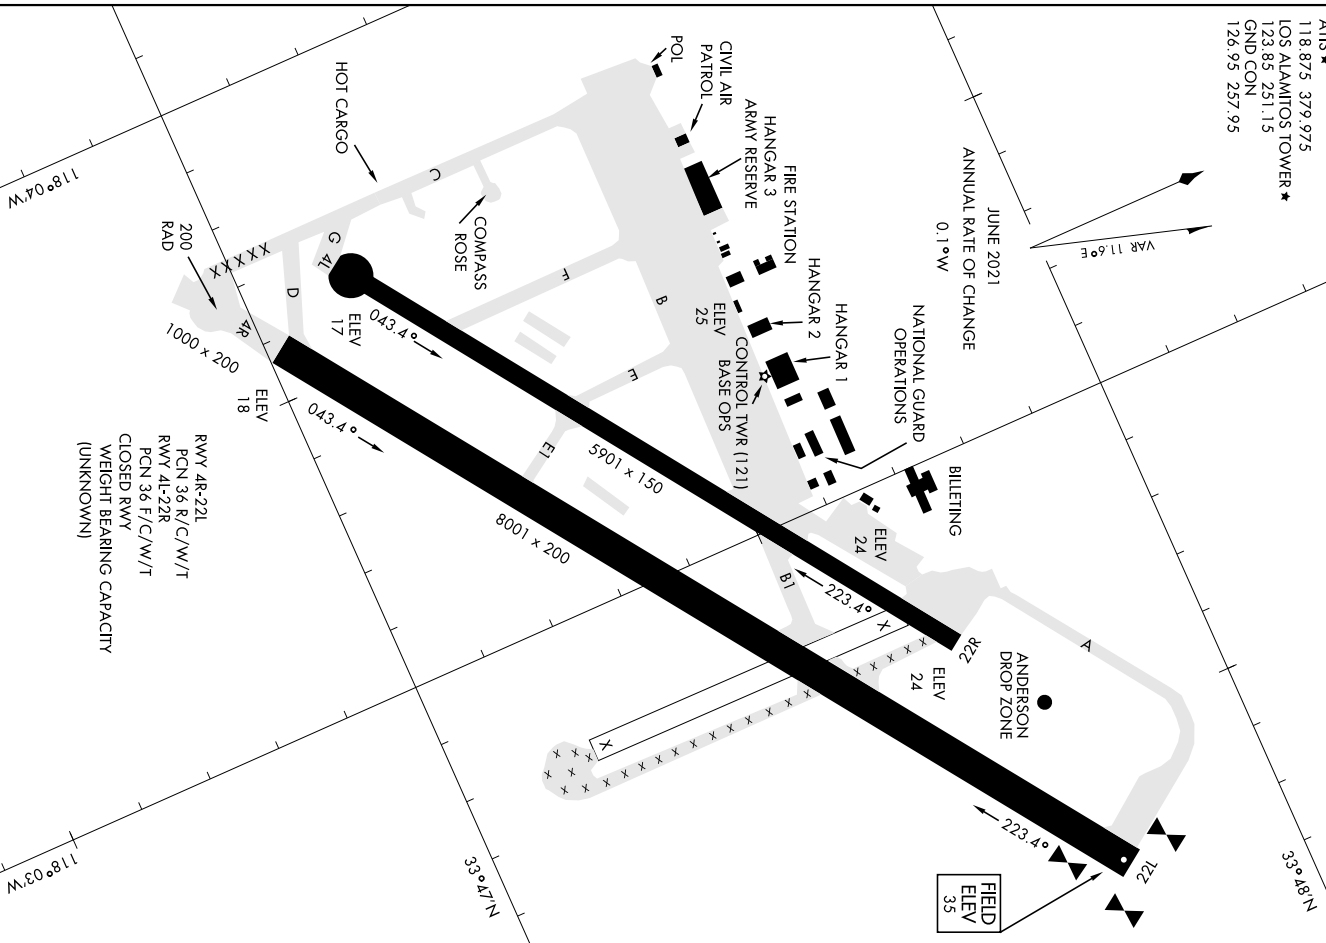 ATIS ★
118.875 379.975
LOS ALAMITOS TOWER ★
123.85 251.15
GND CON
126.95 257.95
VAR 11.6° E
JUNE 2021
ANNUAL RATE OF CHANGE
0.1° W
POL
CIVIL AIR
PATROL
HANGAR 3
ARMY RESERVE
FIRE STATION
HANGAR 2
HANGAR 1
NATIONAL GUARD
OPERATIONS
BILLETING
CONTROL TWR (121)
BASE OPS
ELEV
25
ELEV
24
HOT CARGO
COMPASS
ROSE
C
G
4L
D
F
B
E
E1
B1
A
200
RAD
4R
1000 x 200
ELEV
17
043.4°
ELEV
18
043.4°
5901 x 150
8001 x 200
223.4°
22R
ELEV
24
ANDERSON
DROP ZONE
X
X
X X X X X
x x x x x x x x x x x x x x x
x x x x x x x
223.4°
22L
FIELD
ELEV
35
RWY 4R-22L
PCN 36 R/C/W/T
RWY 4L-22R
PCN 36 F/C/W/T
CLOSED RWY
WEIGHT BEARING CAPACITY
(UNKNOWN)
118°04'W
118°03'W
33°47'N
33°48'N